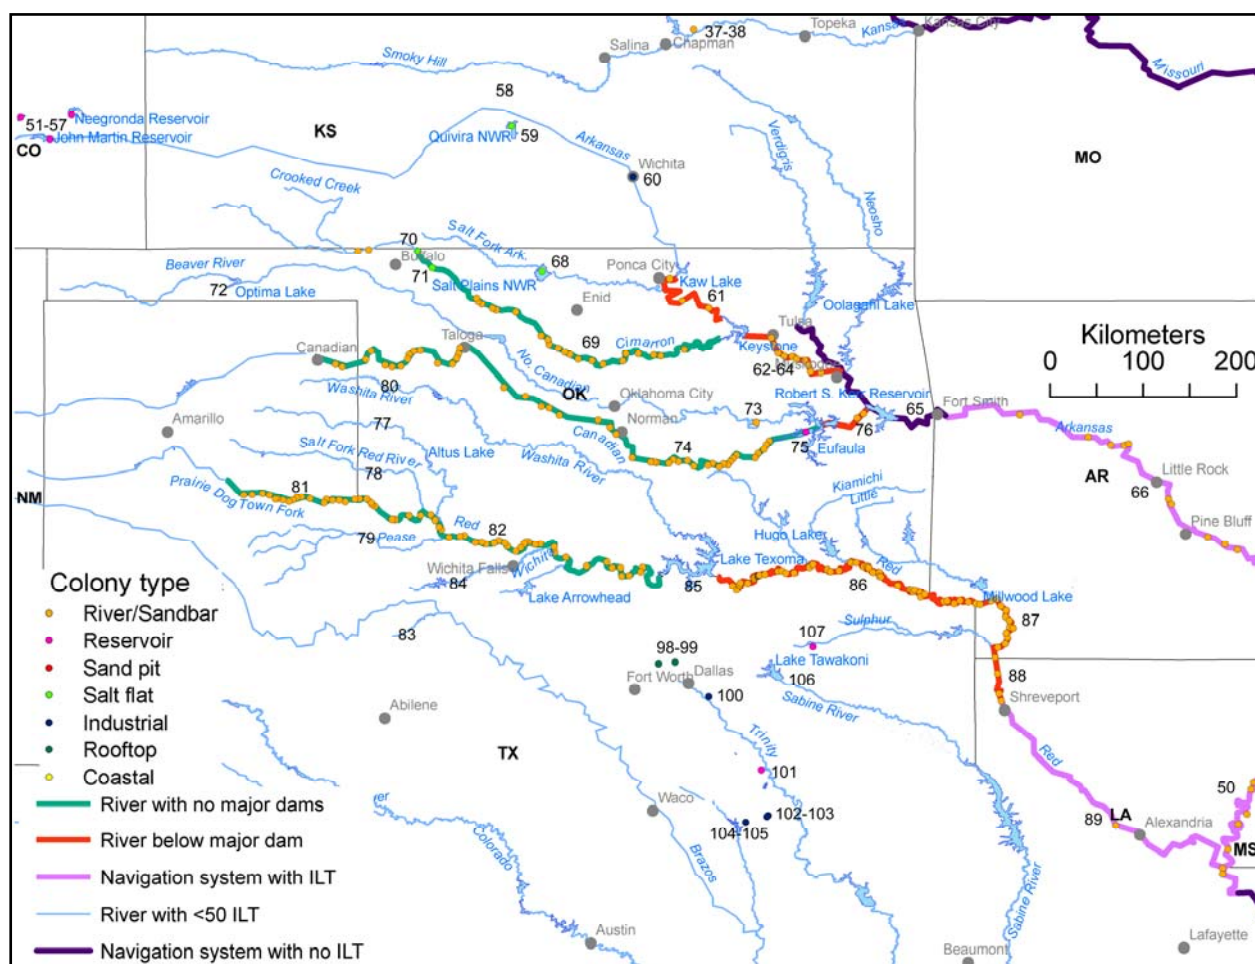 37-38
Topeka
Kansas
Kansas City
Salina
Chapman
Smoky Hill
Missouri
58
51-57
Neegronda Reservoir
John Martin Reservoir
CO
KS
Quivira NWR
59
Arkansas
Verdigris
MO
Wichita
60
Crooked Creek
Neosho
70
Salt Fork Ark.
Buffalo
68
Beaver River
71
Salt Plains NWR
Ponca City
Kaw Lake
72
Optima Lake
61
Enid
Oolagahl Lake
Tulsa
Kilometers
0 100 200
Taloga
69
Cimarron
Keystone
Canadian
62-64
Muskogee
80
No. Canadian
Washita River
OK
Oklahoma City
Robert S. Kerr Reservoir
73
65
Fort Smith
Amarillo
77
Norman
76
Arkansas
Canadian
74
75
Eufaula
Salt Fork Red River
Altus Lake
Washita River
78
Kiamichi
Little
Little Rock
AR
66
Prairie Dog Town Fork
81
NM
Pine Bluff
Red
82
79
Pease
Hugo Lake
Wichita Falls
Wichita
Lake Texoma
Red
84
85
86
Lake Arrowhead
Millwood Lake
Colony type
River/Sandbar
Reservoir
Sand pit
Salt flat
Industrial
Rooftop
Coastal
River with no major dams
River below major dam
Navigation system with ILT
River with <50 ILT
Navigation system with no ILT
83
107
Sulphur
87
98-99
Lake Tawakoni
88
Fort Worth
Dallas
106
100
Sabine River
Shreveport
Abilene
Trinity
TX
Red
101
50
ver
Waco
102-103
104-105
89
LA
Alexandria
MS
Colorado
Brazos
Sabine River
Austin
Beaumont
Lafayette